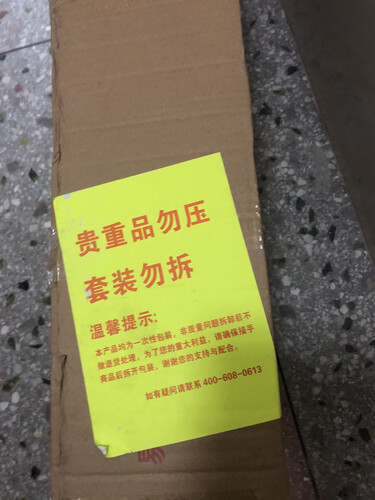 贵重品勿压
套装勿拆
温馨提示:
本产品均为一次性包装，非质量问题拆卸后不
做退货处理，为了您的重大利益，请确保接手
商品后拆开包装，谢谢您的支持与配合。
如有疑问请联系 400-608-0613